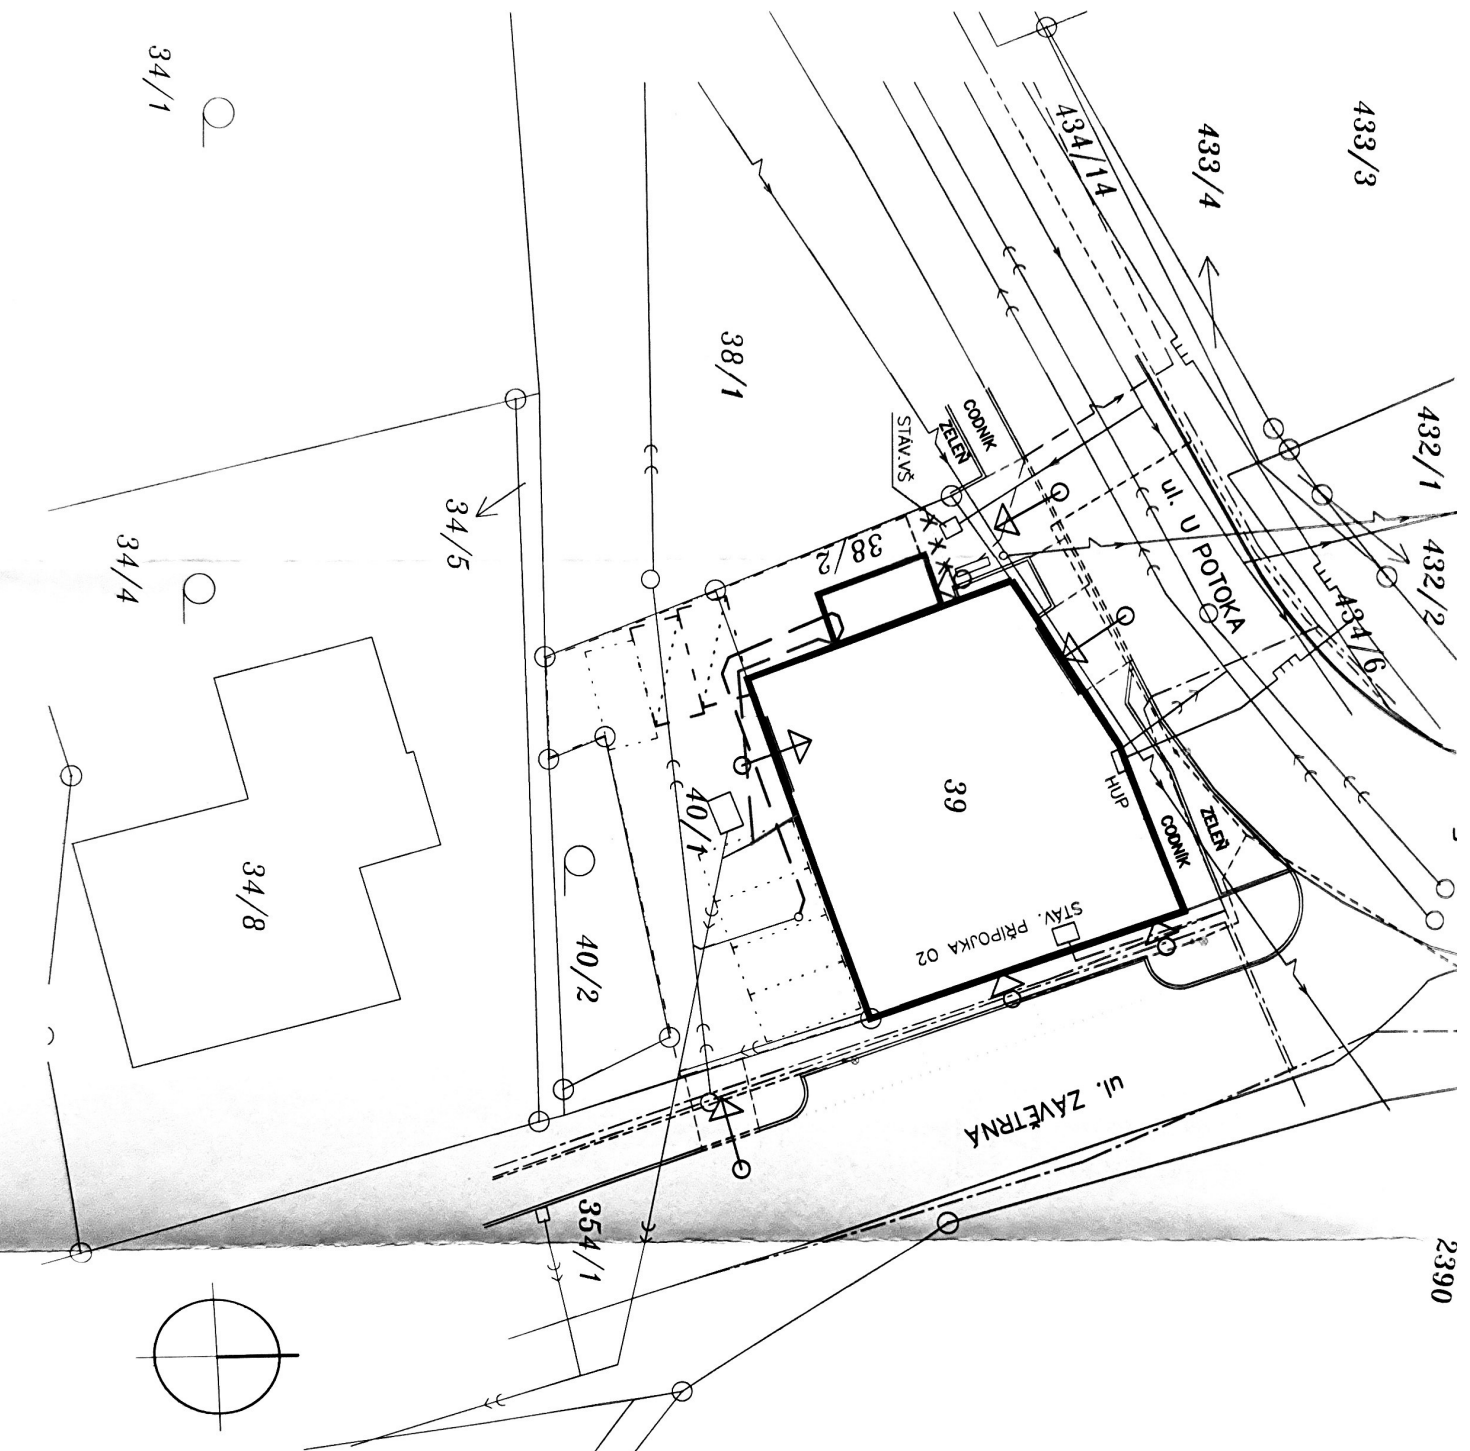 34/1
433/3
433/4
434/14
38/1
432/1
432/2
434/6
CODNÍK
ZELEŇ
STÁV.VŠ
ul. U POTOKA
34/5
34/4
38/2
39
HUP
ZELEŇ
CODNÍK
40/1
34/8
40/2
STÁV. PŘÍPOJKA O2
ul. ZÁVĚTRNÁ
354/1
2390